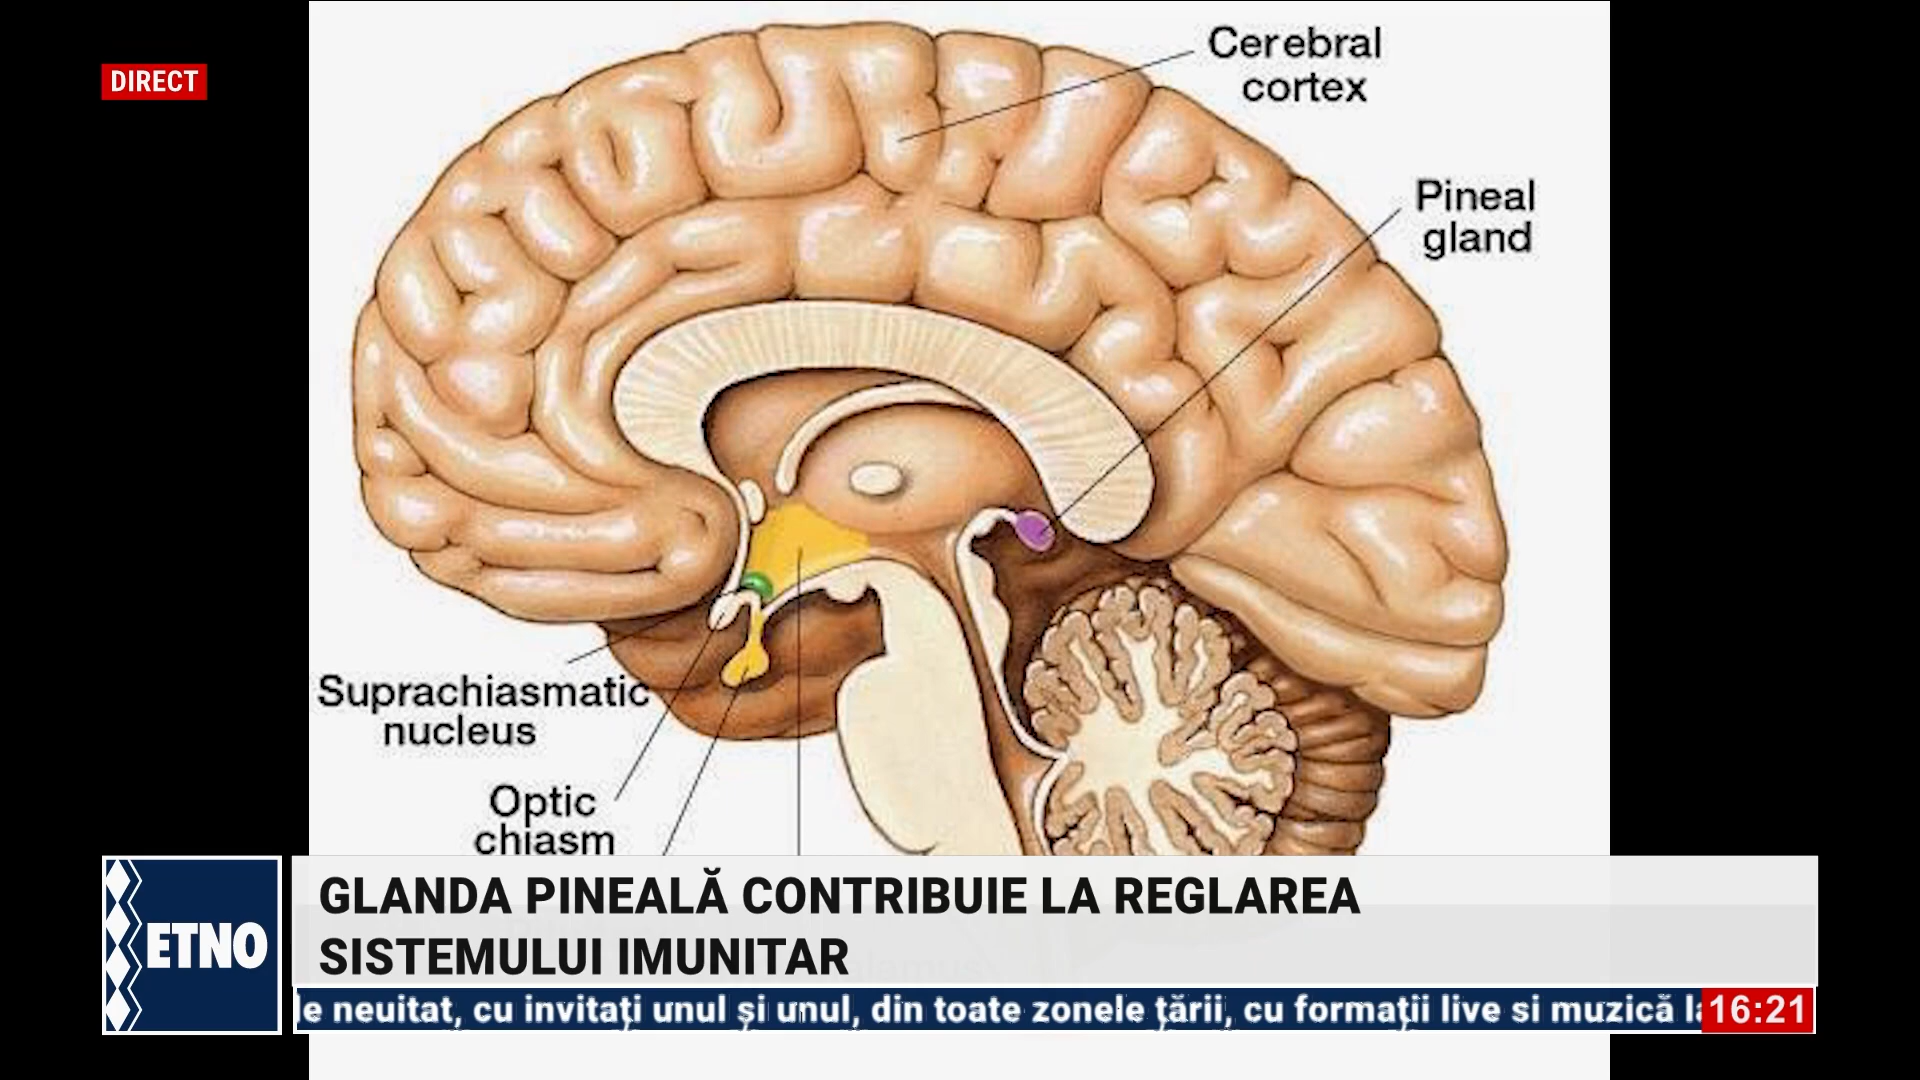 DIRECT
Cerebral
cortex
Pineal
gland
Suprachiasmatic
nucleus
Optic
chiasm
ETNO
GLANDA PINEALĂ CONTRIBUIE LA REGLAREA
SISTEMULUI IMUNITAR
neuitat, cu invitați unul și unul, din toate zonele țării, cu formații live si muzică
16:21